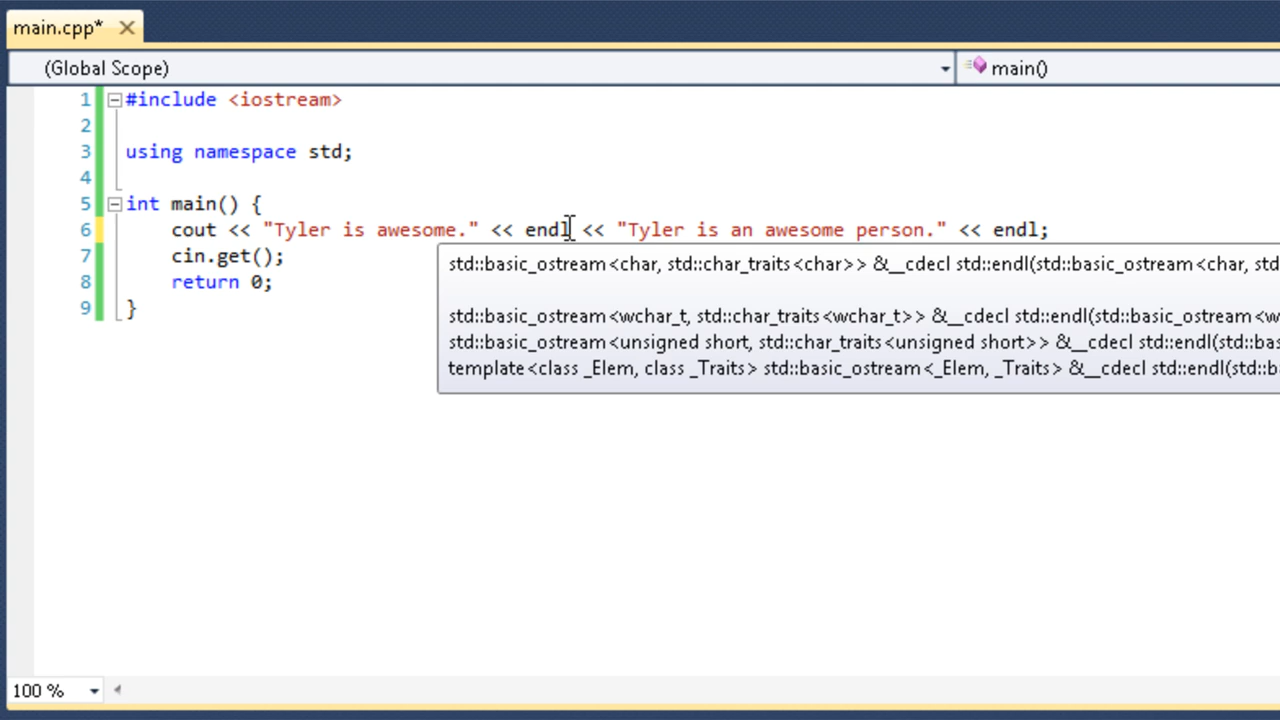 main.cpp*
(Global Scope)
main()
1 #include <iostream>
2
3 using namespace std;
4
5 int main() {
6 cout << "Tyler is awesome." << endl << "Tyler is an awesome person." << endl;
7 cin.get();
8 return 0;
9 }
std::basic_ostream<char, std::char_traits<char>> &__cdecl std::endl(std::basic_ostream<char, std
std::basic_ostream<wchar_t, std::char_traits<wchar_t>> &__cdecl std::endl(std::basic_ostream<w
std::basic_ostream<unsigned short, std::char_traits<unsigned short>> &__cdecl std::endl(std::bas
template<class _Elem, class _Traits> std::basic_ostream<_Elem, _Traits> &__cdecl std::endl(std::b
100 %